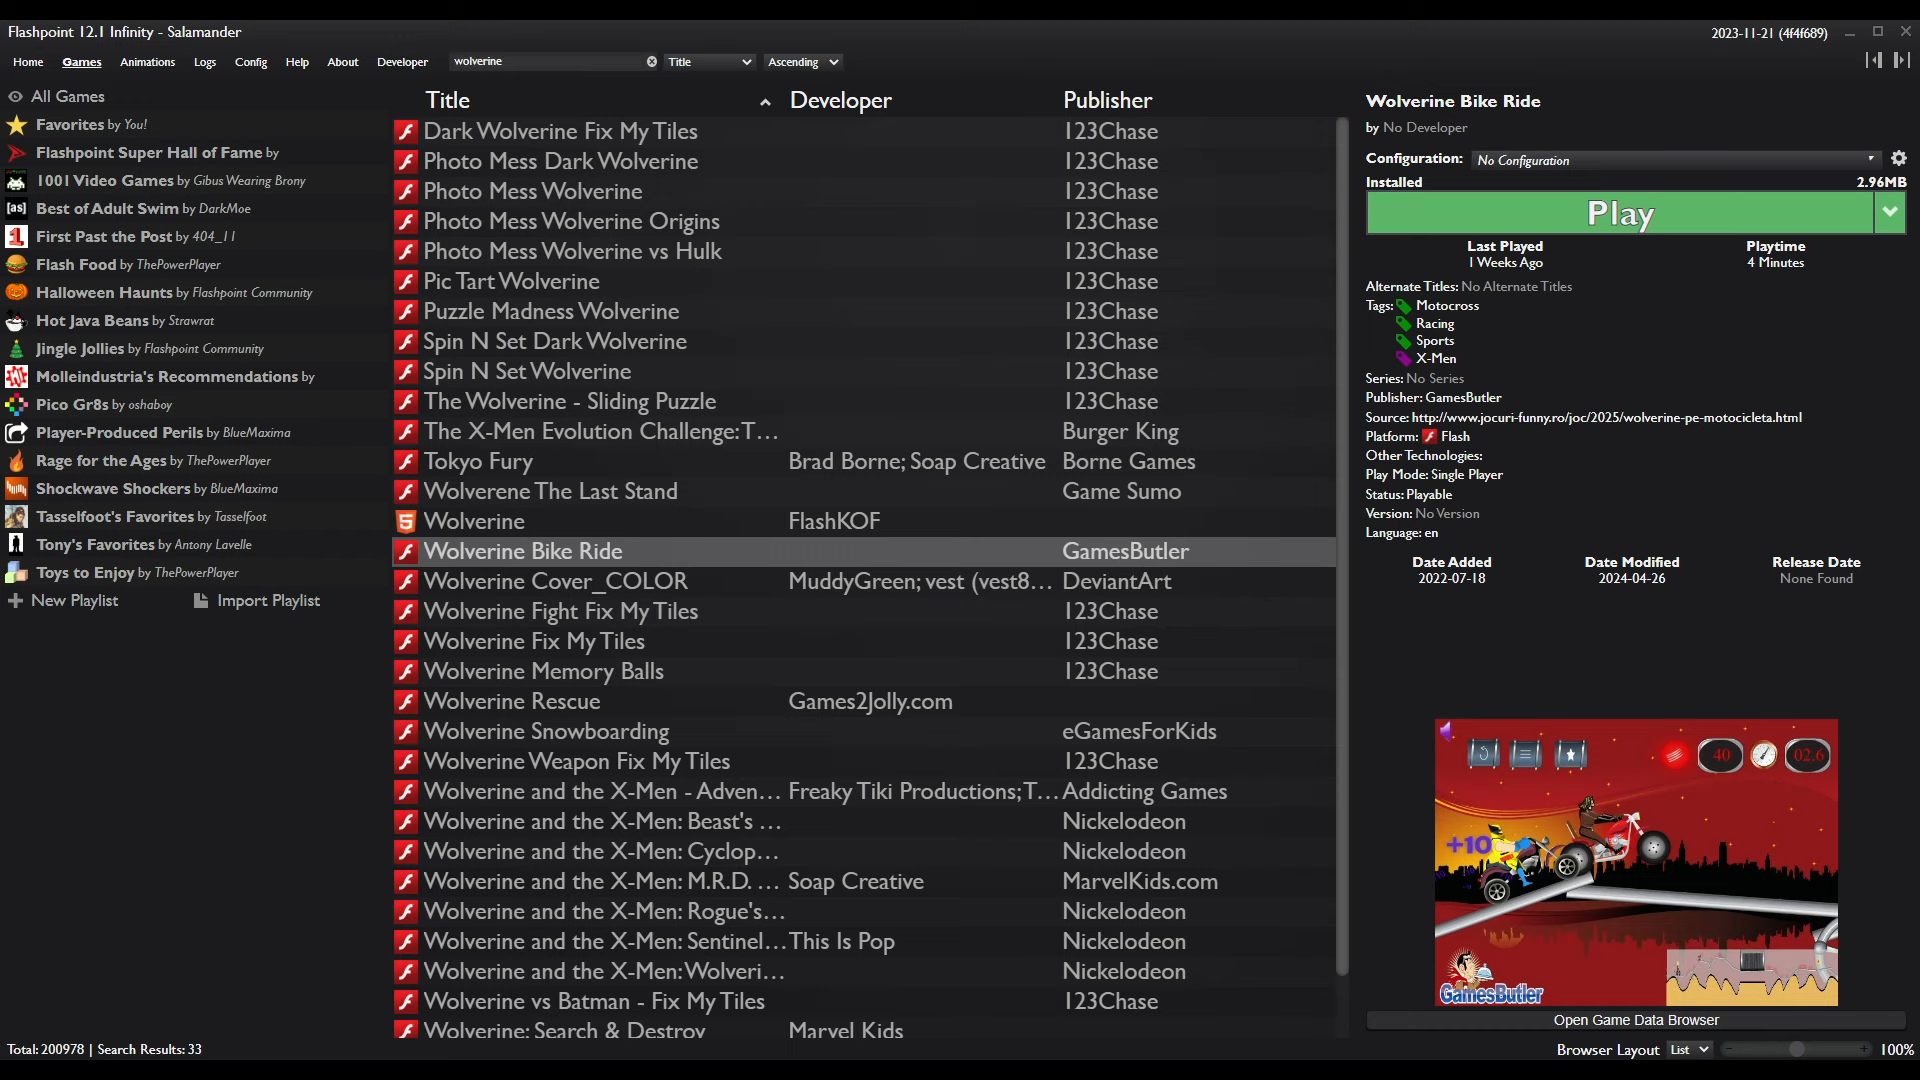 Flashpoint 12.1 Infinity - Salamander
2023-11-21 (4f4f689)
Home Games Animations Logs Config Help About Developer wolverine Title Ascending
All Games
Favorites by You!
Flashpoint Super Hall of Fame by
1001 Video Games by Gibus Wearing Brony
[as] Best of Adult Swim by DarkMoe
First Past the Post by 404_11
Flash Food by ThePowerPlayer
Halloween Haunts by Flashpoint Community
Hot Java Beans by Strawrat
Jingle Jollies by Flashpoint Community
Molleindustria's Recommendations by
Pico Gr8s by oshaboy
Player-Produced Perils by BlueMaxima
Rage for the Ages by ThePowerPlayer
Shockwave Shockers by BlueMaxima
Tasselfoot's Favorites by Tasselfoot
Tony's Favorites by Antony Lavelle
Toys to Enjoy by ThePowerPlayer
New Playlist Import Playlist
Title Developer Publisher
Dark Wolverine Fix My Tiles 123Chase
Photo Mess Dark Wolverine 123Chase
Photo Mess Wolverine 123Chase
Photo Mess Wolverine Origins 123Chase
Photo Mess Wolverine vs Hulk 123Chase
Pic Tart Wolverine 123Chase
Puzzle Madness Wolverine 123Chase
Spin N Set Dark Wolverine 123Chase
Spin N Set Wolverine 123Chase
The Wolverine - Sliding Puzzle 123Chase
The X-Men Evolution Challenge: T... Burger King
Tokyo Fury Brad Borne; Soap Creative Borne Games
Wolverene The Last Stand Game Sumo
Wolverine FlashKOF
Wolverine Bike Ride GamesButler
Wolverine Cover_COLOR MuddyGreen; vest (vest8... DeviantArt
Wolverine Fight Fix My Tiles 123Chase
Wolverine Fix My Tiles 123Chase
Wolverine Memory Balls 123Chase
Wolverine Rescue Games2Jolly.com
Wolverine Snowboarding eGamesForKids
Wolverine Weapon Fix My Tiles 123Chase
Wolverine and the X-Men - Adven... Freaky Tiki Productions; T... Addicting Games
Wolverine and the X-Men: Beast's ... Nickelodeon
Wolverine and the X-Men: Cyclop... Nickelodeon
Wolverine and the X-Men: M.R.D. ... Soap Creative MarvelKids.com
Wolverine and the X-Men: Rogue's... Nickelodeon
Wolverine and the X-Men: Sentinel... This Is Pop Nickelodeon
Wolverine and the X-Men: Wolveri... Nickelodeon
Wolverine vs Batman - Fix My Tiles 123Chase
Wolverine: Search & Destroy Marvel Kids
Wolverine Bike Ride
by No Developer
Configuration: No Configuration
Installed 2.96MB
Play
Last Played Playtime
1 Weeks Ago 4 Minutes
Alternate Titles: No Alternate Titles
Tags: Motocross
Racing
Sports
X-Men
Series: No Series
Publisher: GamesButler
Source: http://www.jocuri-funny.ro/joc/2025/wolverine-pe-motocicleta.html
Platform: Flash
Other Technologies:
Play Mode: Single Player
Status: Playable
Version: No Version
Language: en
Date Added Date Modified Release Date
2022-07-18 2024-04-26 None Found
40 02.6
+10
GamesButler
Open Game Data Browser
Total: 200978 | Search Results: 33
Browser Layout List 100%